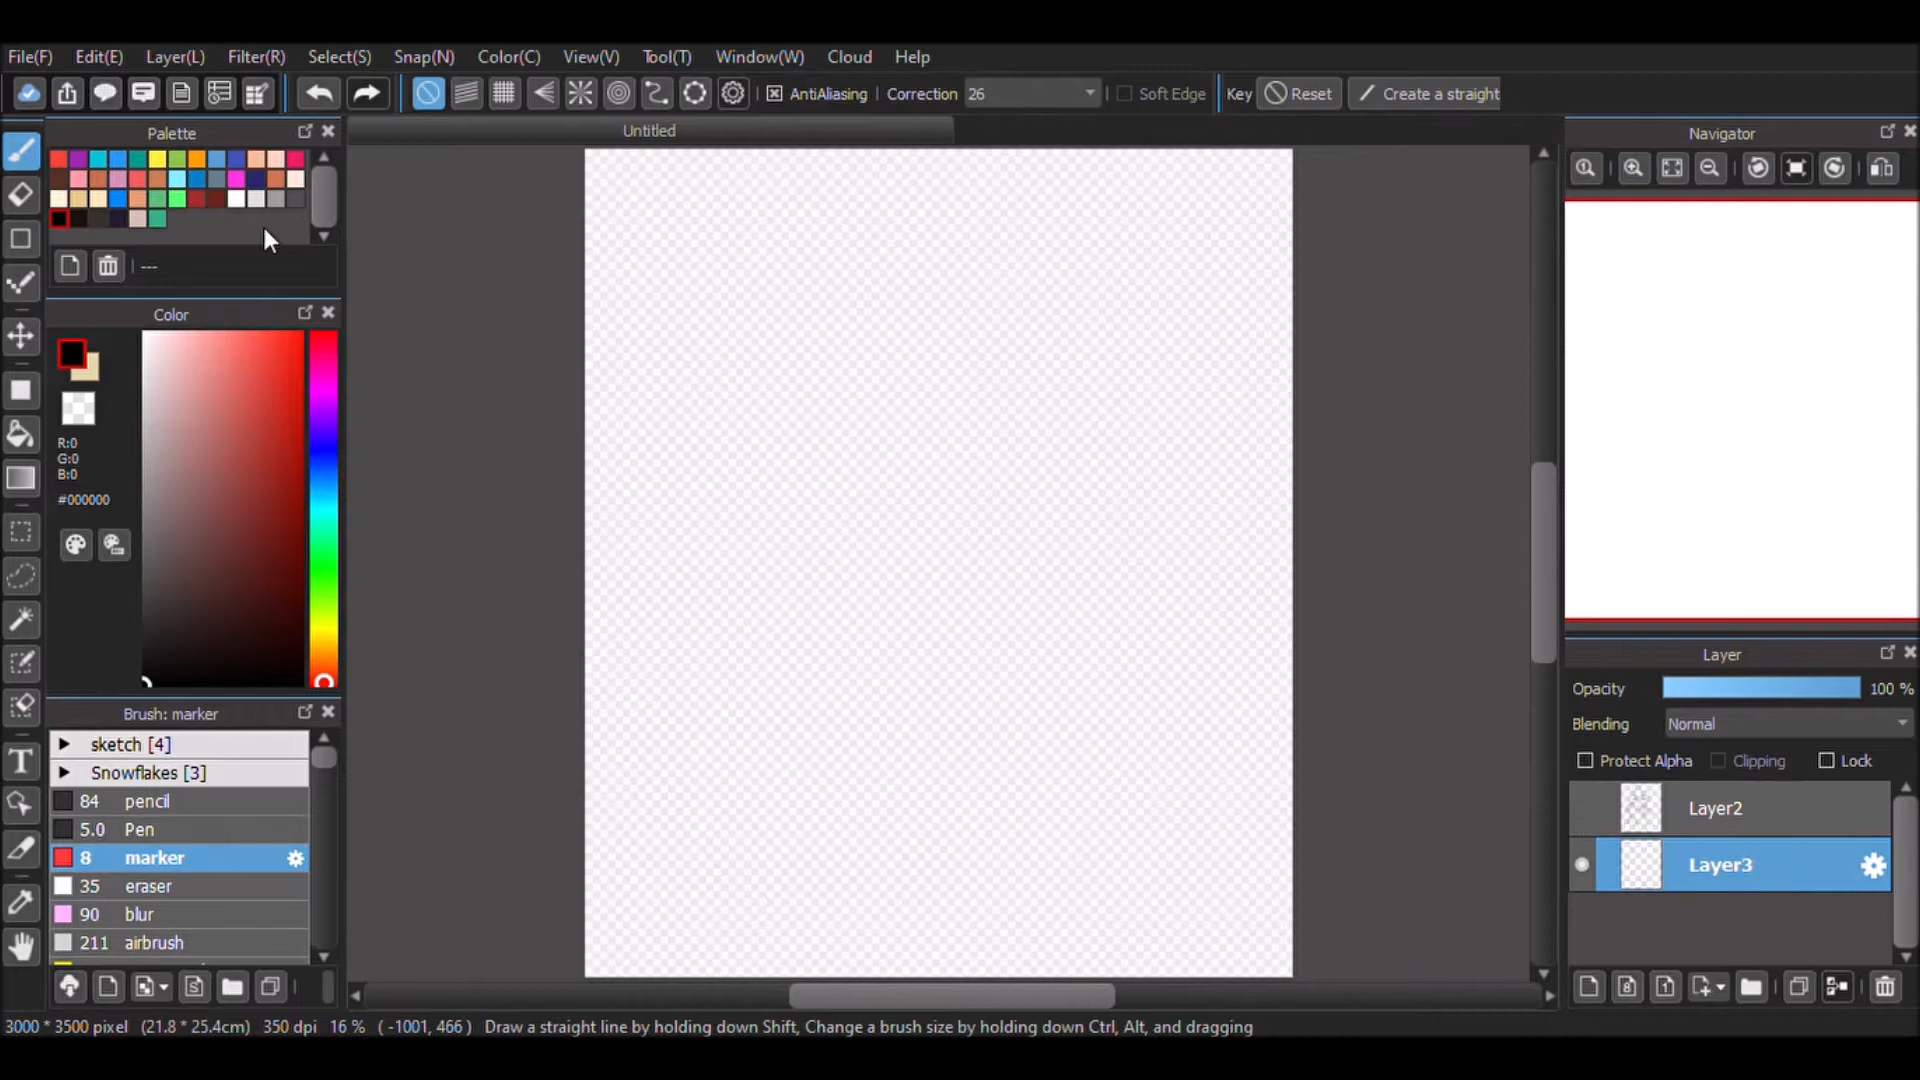 File(F) Edit(E) Layer(L) Filter(R) Select(S) Snap(N) Color(C) View(V) Tool(T) Window(W) Cloud Help
AntiAliasing Correction 26 Soft Edge Key Reset Create a straight
Palette
Untitled
Navigator
---
Color
R:0
G:0
B:0
#000000
Layer
Opacity 100 %
Blending Normal
Protect Alpha Clipping Lock
Layer2
Layer3
Brush: marker
sketch [4]
Snowflakes [3]
84 pencil
5.0 Pen
8 marker
35 eraser
90 blur
211 airbrush
3000 * 3500 pixel (21.8 * 25.4cm) 350 dpi 16 % ( -1001, 466 ) Draw a straight line by holding down Shift, Change a brush size by holding down Ctrl, Alt, and dragging